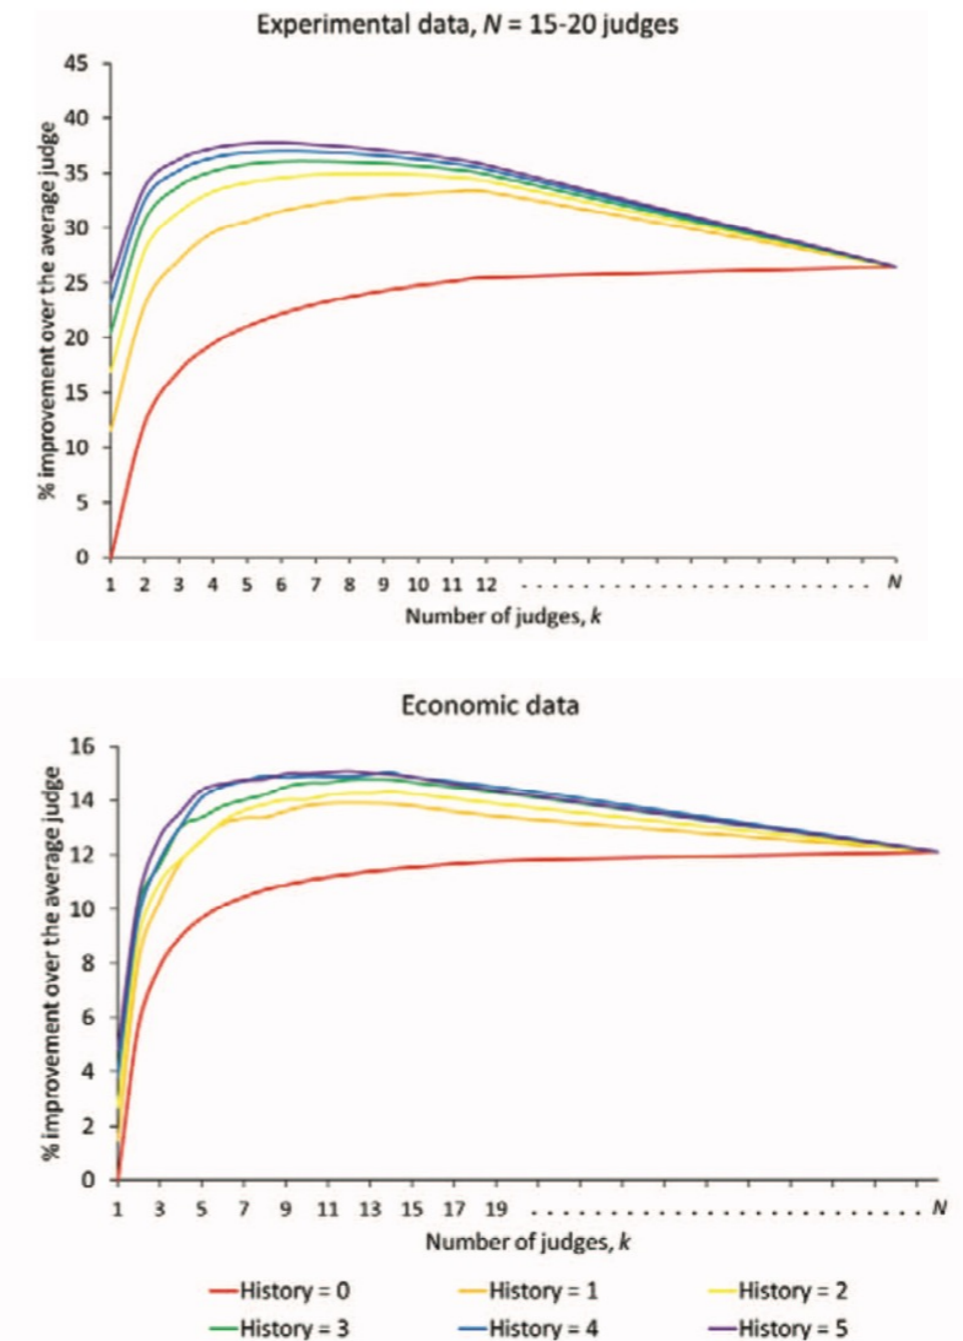 Experimental data, N = 15-20 judges
% improvement over the average judge
45
40
35
30
25
20
15
10
5
0
1 2 3 4 5 6 7 8 9 10 11 12 . . . . . . . . . . . . . . . . . . . . . . . . . . . . . . N
Number of judges, k
Economic data
% improvement over the average judge
16
14
12
10
8
6
4
2
0
1 3 5 7 9 11 13 15 17 19 . . . . . . . . . . . . . . . . . . . . . . . . . . . . . . N
Number of judges, k
History = 0 History = 1 History = 2
History = 3 History = 4 History = 5